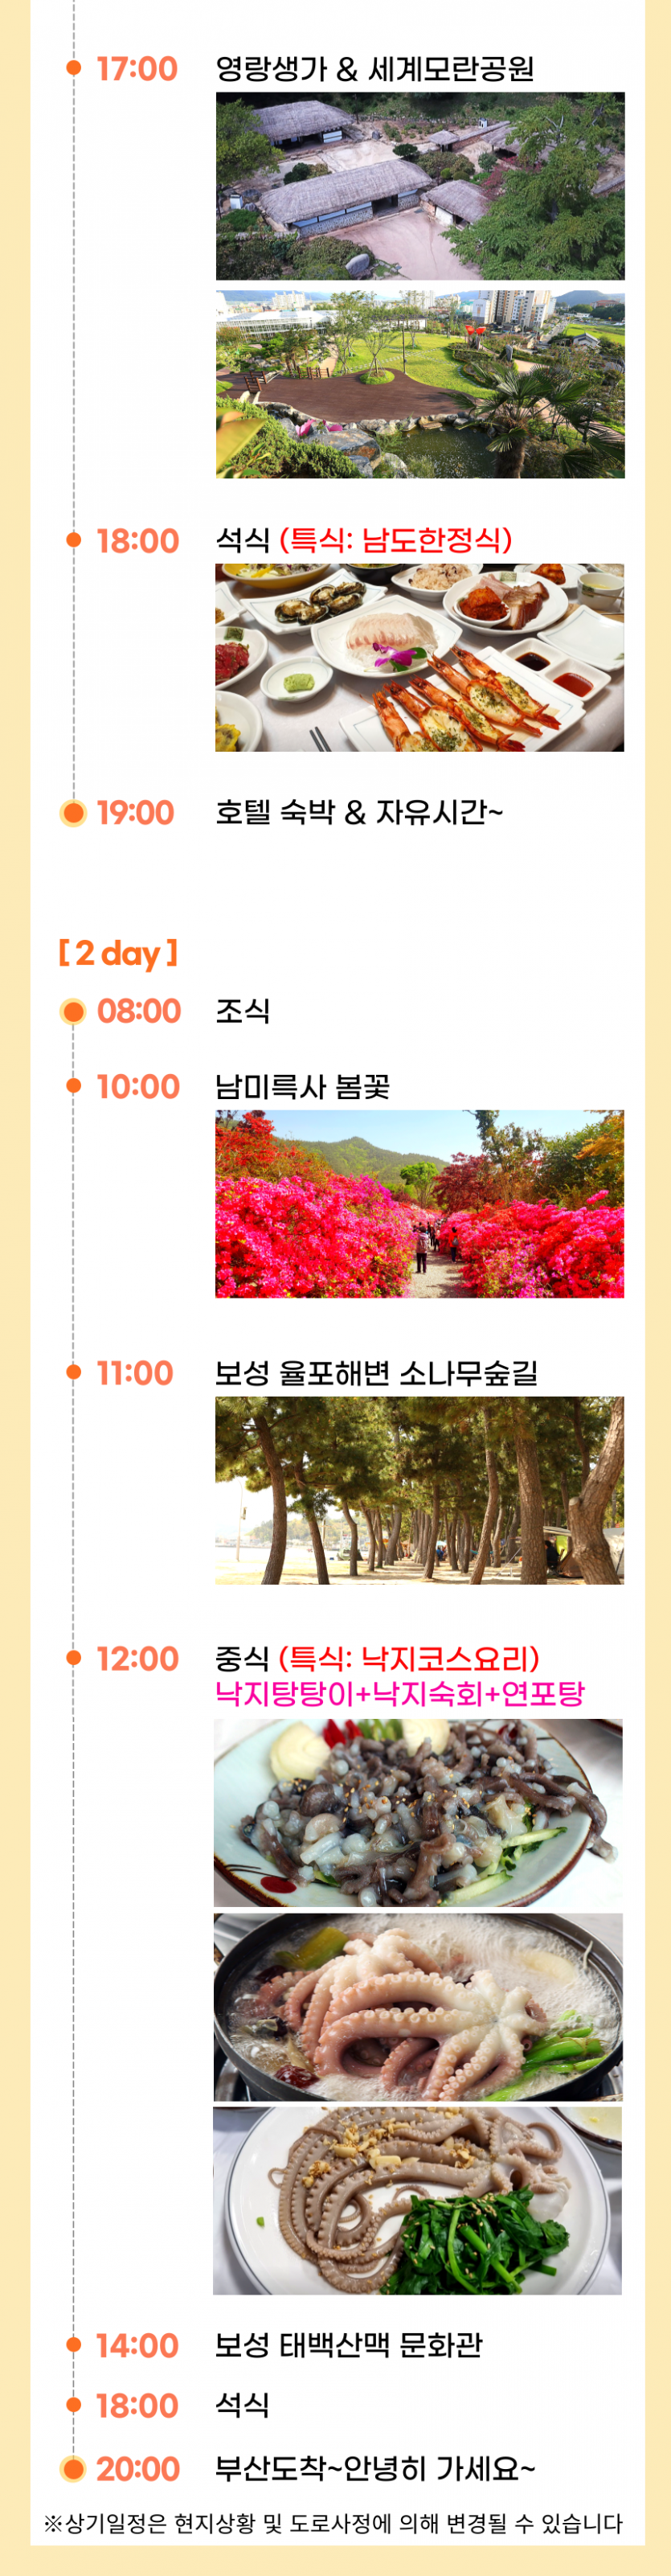 17:00 영랑생가 & 세계모란공원
18:00 석식 (특식: 남도한정식)
19:00 호텔 숙박 & 자유시간~
[ 2 day ]
08:00 조식
10:00 남미륵사 봄꽃
11:00 보성 율포해변 소나무숲길
12:00 중식 (특식: 낙지코스요리)
낙지탕탕이+낙지숙회+연포탕
14:00 보성 태백산맥 문화관
18:00 석식
20:00 부산도착~안녕히 가세요~
※상기일정은 현지상황 및 도로사정에 의해 변경될 수 있습니다